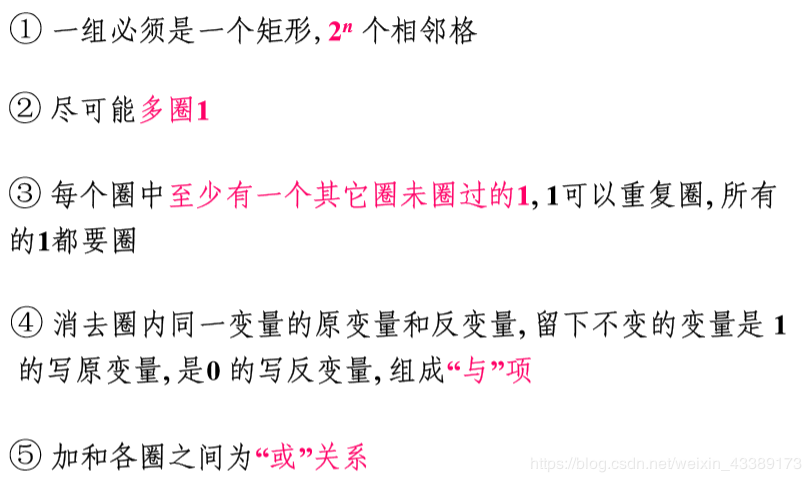 ① 一组必须是一个矩形, 2ⁿ 个相邻格
② 尽可能多圈1
③ 每个圈中至少有一个其它圈未圈过的1, 1可以重复圈, 所有
的1都要圈
④ 消去圈内同一变量的原变量和反变量, 留下不变的变量是 1
的写原变量, 是0 的写反变量, 组成“与”项
⑤ 加和各圈之间为“或”关系
https://blog.csdn.net/weixin_43389173